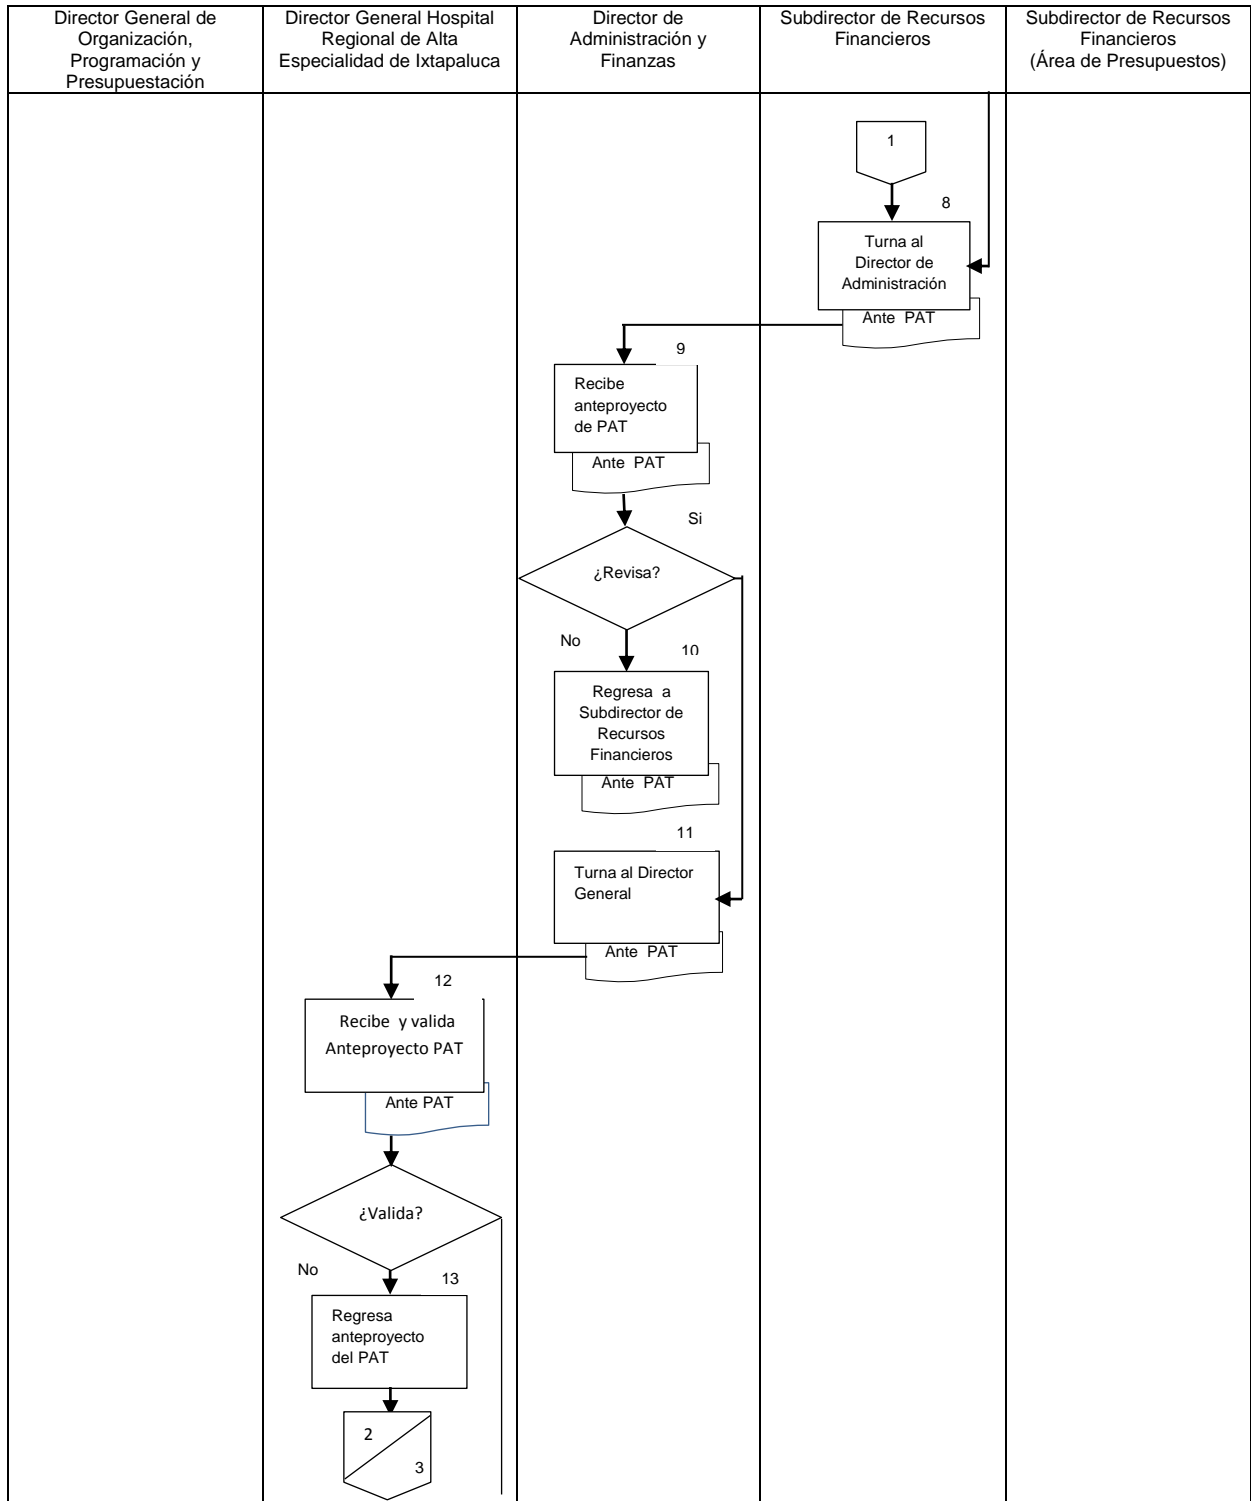 Director General de
Organización,
Programación y
Presupuestación
Director General Hospital
Regional de Alta
Especialidad de Ixtapaluca
Director de
Administración y
Finanzas
Subdirector de Recursos
Financieros
Subdirector de Recursos
Financieros
(Área de Presupuestos)
1
8
Turna al
Director de
Administración
Ante PAT
9
Recibe
anteproyecto
de PAT
Ante PAT
Si
¿Revisa?
No
10
Regresa a
Subdirector de
Recursos
Financieros
Ante PAT
11
Turna al Director
General
Ante PAT
12
Recibe y valida
Anteproyecto PAT
Ante PAT
¿Valida?
No
13
Regresa
anteproyecto
del PAT
2
3